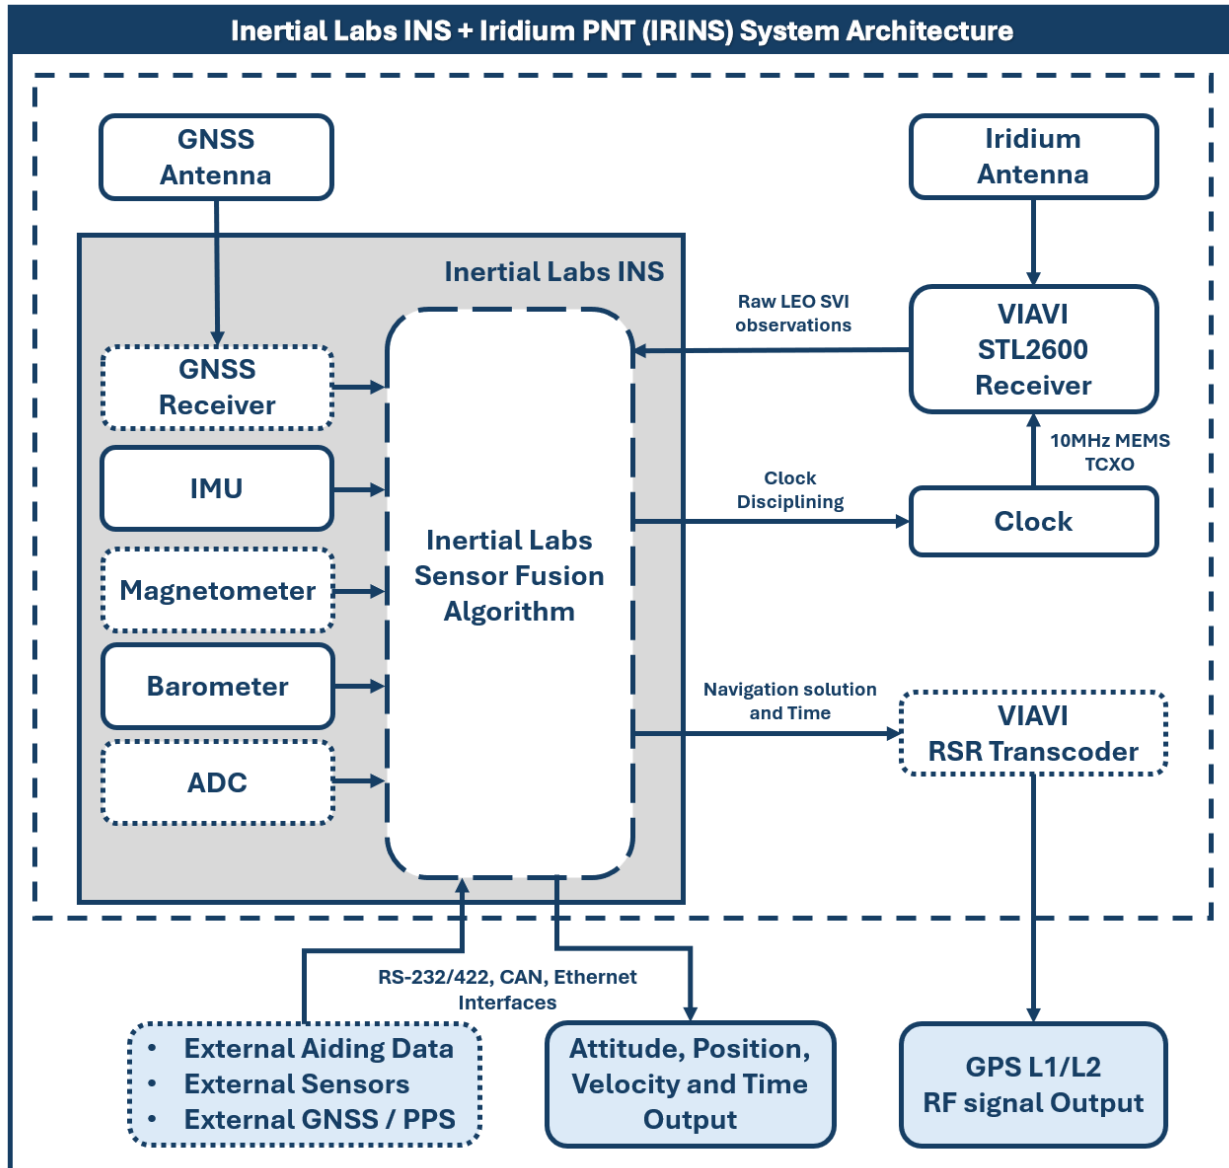 Inertial Labs INS + Iridium PNT (IRINS) System Architecture
GNSS
Antenna
Iridium
Antenna
Inertial Labs INS
Raw LEO SVI
observations
VIAVI
STL2600
Receiver
GNSS
Receiver
10MHz MEMS
TCXO
IMU
Clock
Disciplining
Clock
Inertial Labs
Sensor Fusion
Algorithm
Magnetometer
Barometer
Navigation solution
and Time
VIAVI
RSR Transcoder
ADC
RS-232/422, CAN, Ethernet
Interfaces
• External Aiding Data
• External Sensors
• External GNSS / PPS
Attitude, Position,
Velocity and Time
Output
GPS L1/L2
RF signal Output